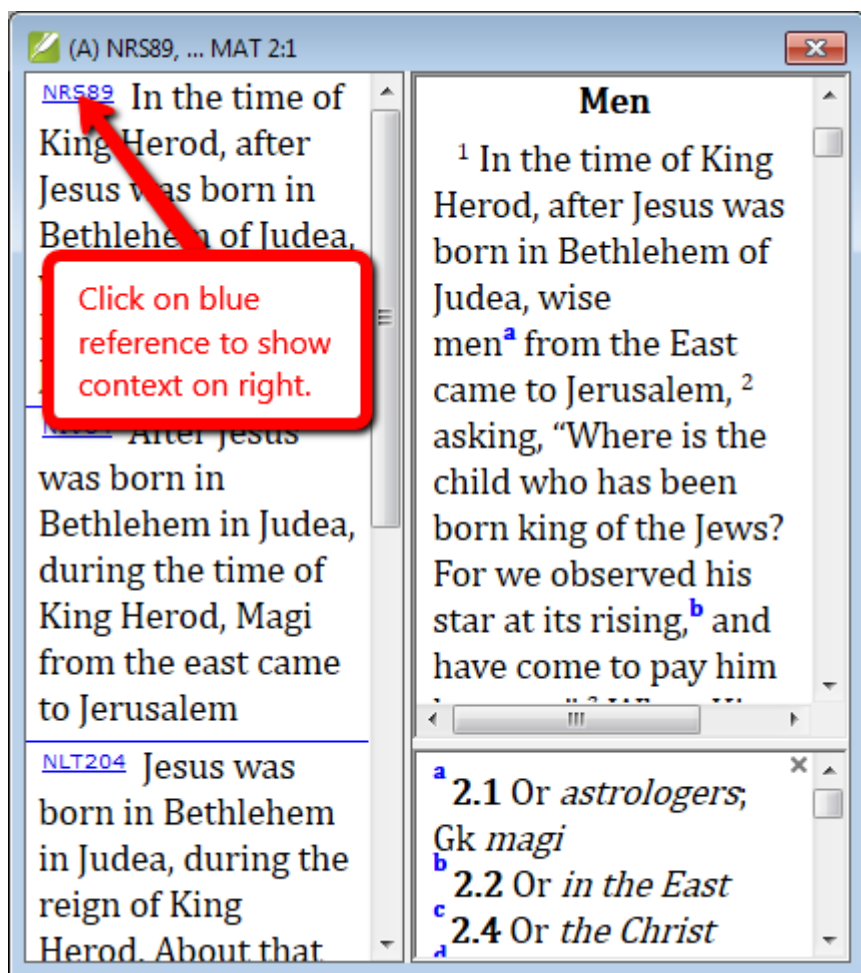 (A) NRS89, ... MAT 2:1
NRS89 In the time of
King Herod, after
Jesus was born in
Bethlehem of Judea,
Click on blue
reference to show
context on right.
After Jesus
was born in
Bethlehem in Judea,
during the time of
King Herod, Magi
from the east came
to Jerusalem
NLT204 Jesus was
born in Bethlehem
in Judea, during the
reign of King
Herod. About that
Men
1 In the time of King
Herod, after Jesus was
born in Bethlehem of
Judea, wise
men a from the East
came to Jerusalem, 2
asking, “Where is the
child who has been
born king of the Jews?
For we observed his
star at its rising, b and
have come to pay him
a 2.1 Or astrologers;
Gk magi
b 2.2 Or in the East
c 2.4 Or the Christ
d